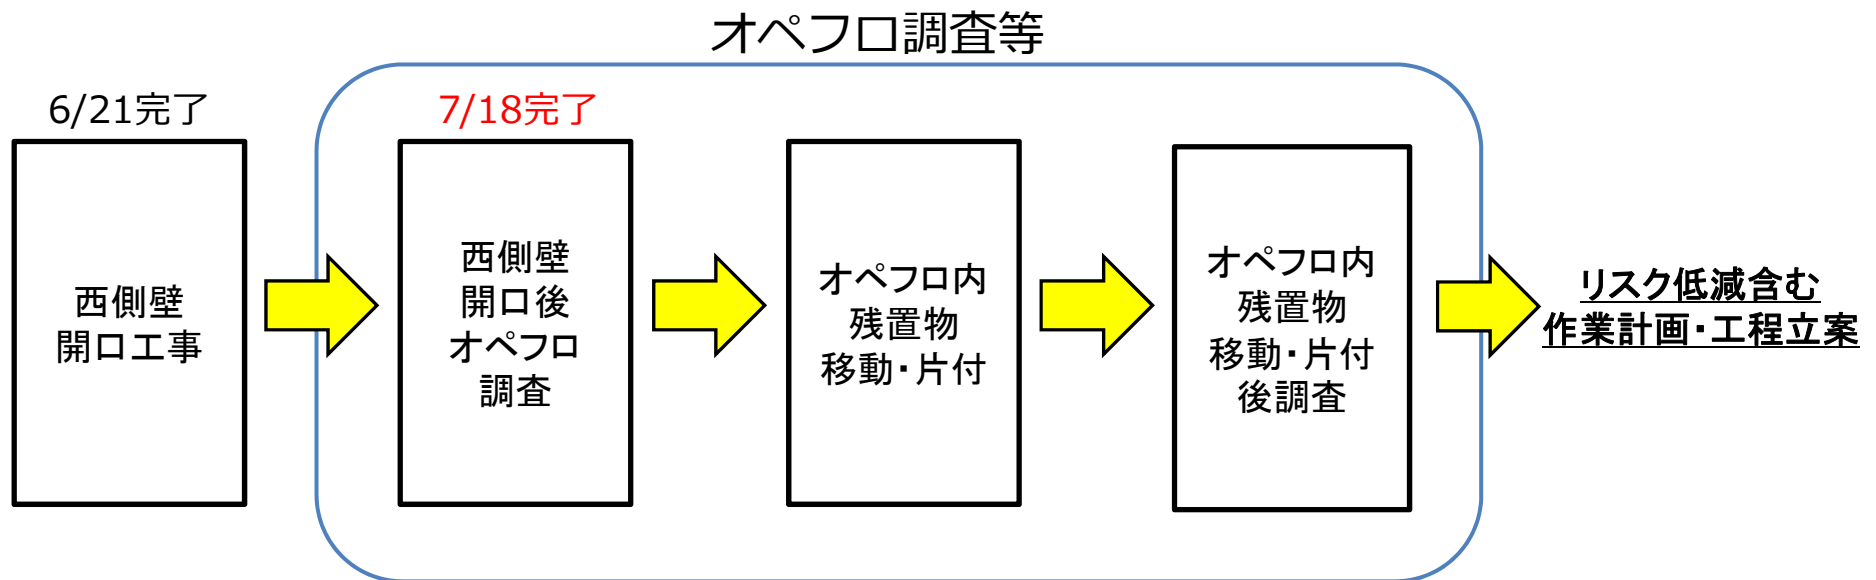 オペフロ調査等
6/21完了
西側壁
開口工事
7/18完了
西側壁
開口後
オペフロ
調査
オペフロ内
残置物
移動・片付
オペフロ内
残置物
移動・片付
後調査
リスク低減含む
作業計画・工程立案